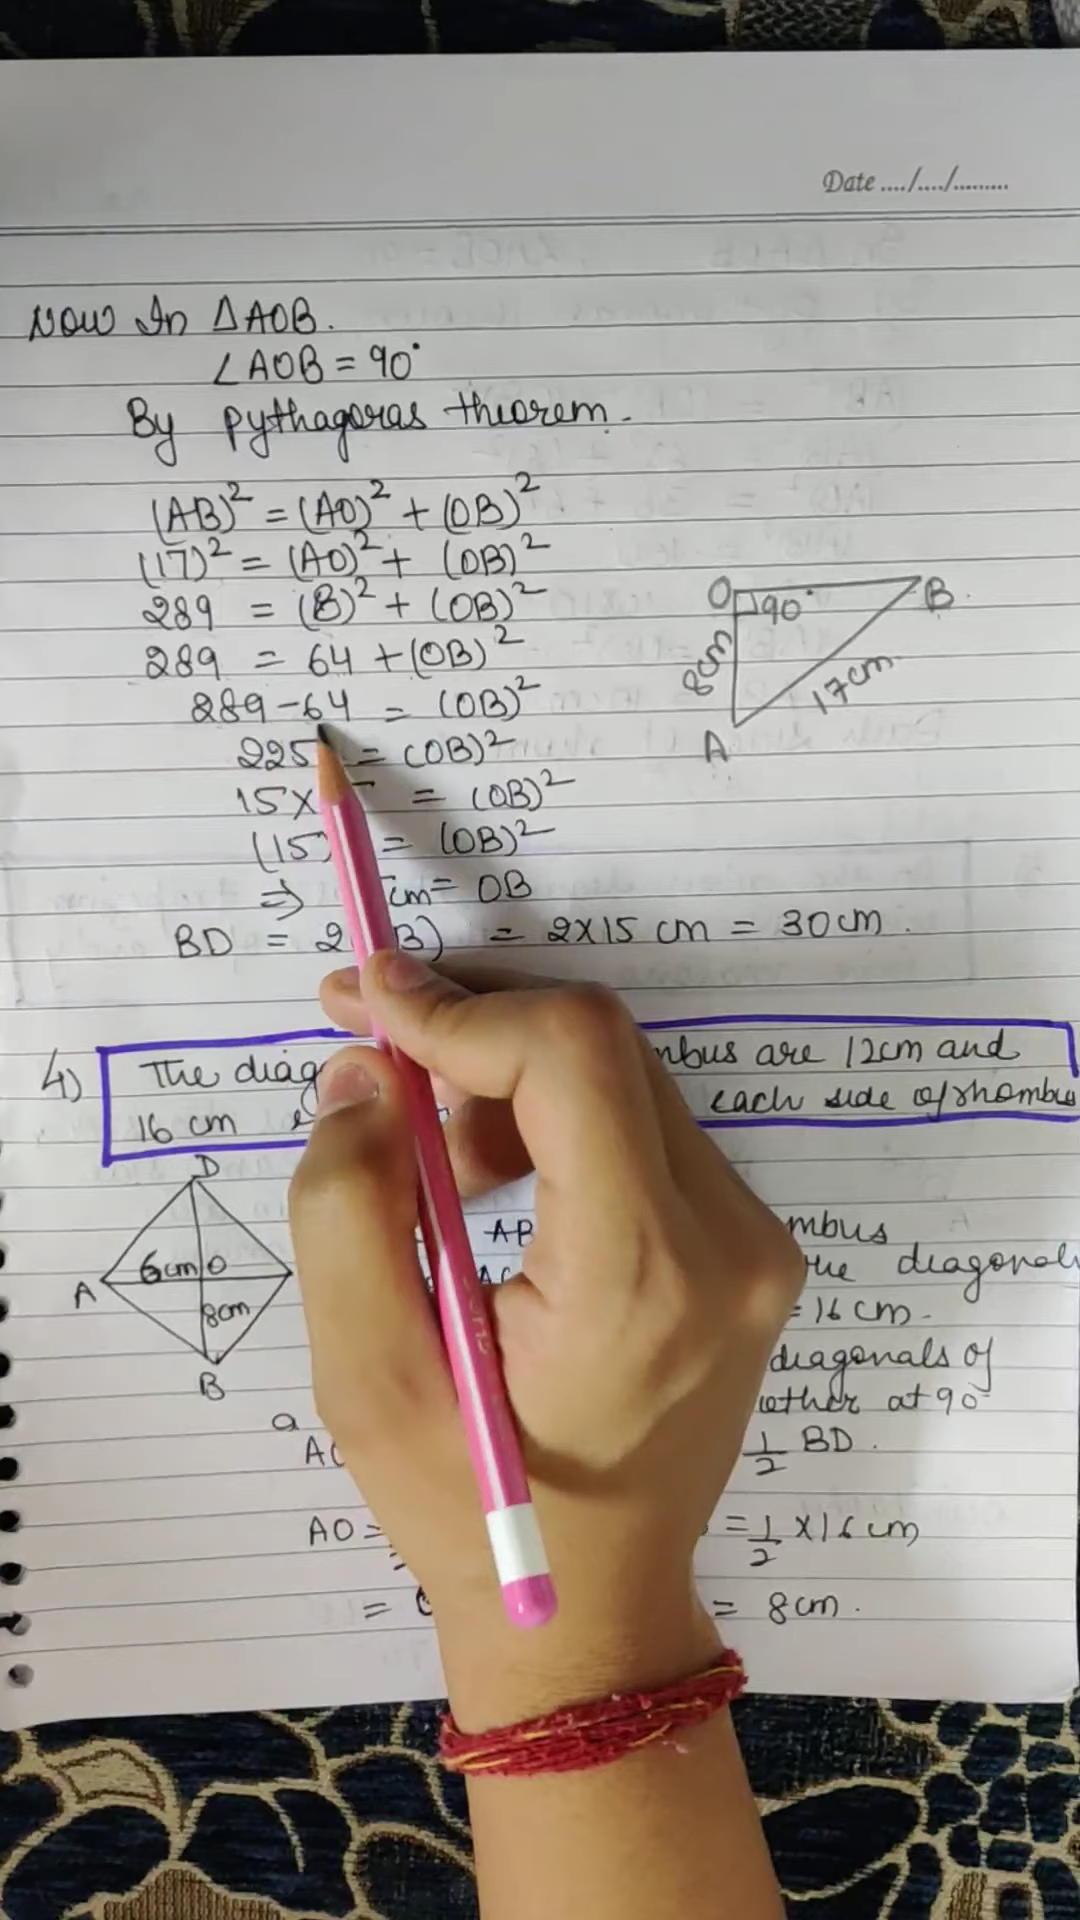 Date ..../..../.........
Now In ΔAOB.
∠AOB = 90°
By pythagoras theorem.
(AB)² = (AO)² + (OB)²
(17)² = (AO)² + (OB)²
289 = (8)² + (OB)²
289 = 64 + (OB)²
289 - 64 = (OB)²
225 = (OB)²
15× = (OB)²
(15) = (OB)²
⇒ cm = OB
BD = 2 B) = 2×15 cm = 30 cm.
O 90° B.
8cm 17cm.
A
4) The diag mbus are 12cm and
16 cm each side of rhombus
D
A 6cm O
8cm
B
AB mbus
the diagonal
= 16 cm.
diagonals of
other at 90°
1/2 BD.
AO = = 1/2 × 16 cm
= = 8 cm.